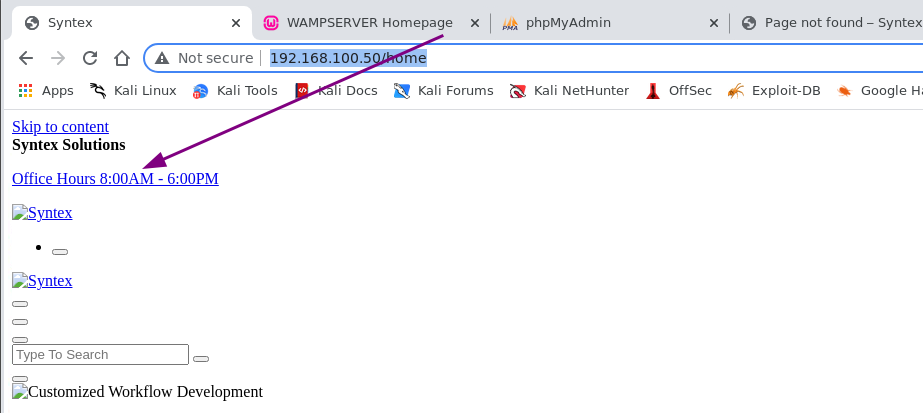 Syntex
WAMPSERVER Homepage
phpMyAdmin
Page not found – Syntex
Not secure
192.168.100.50/home
Apps
Kali Linux
Kali Tools
Kali Docs
Kali Forums
Kali NetHunter
OffSec
Exploit-DB
Google Ha
Skip to content
Syntex Solutions
Office Hours 8:00AM - 6:00PM
Syntex
Syntex
Type To Search
Customized Workflow Development